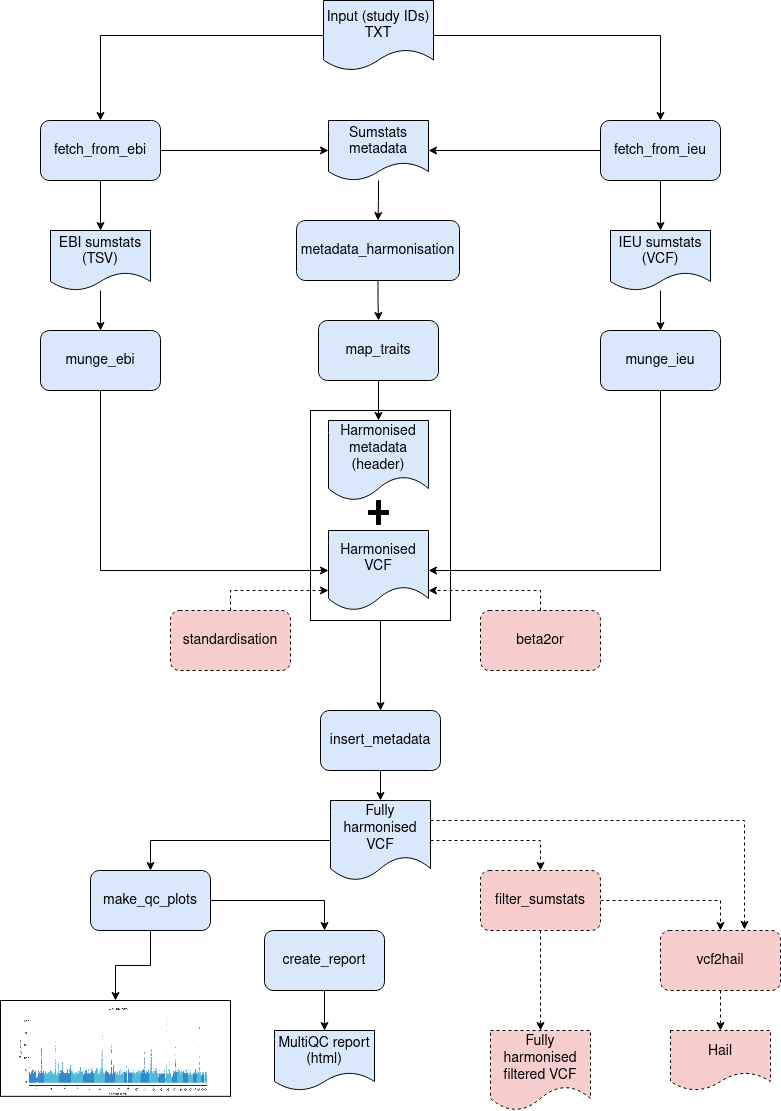 Input (study IDs)
TXT
fetch_from_ebi
Sumstats
metadata
fetch_from_ieu
EBI sumstats
(TSV)
metadata_harmonisation
IEU sumstats
(VCF)
munge_ebi
map_traits
munge_ieu
Harmonised
metadata
(header)
Harmonised
VCF
standardisation
beta2or
insert_metadata
Fully
harmonised
VCF
make_qc_plots
filter_sumstats
create_report
vcf2hail
MultiQC report
(html)
Fully
harmonised
filtered VCF
Hail